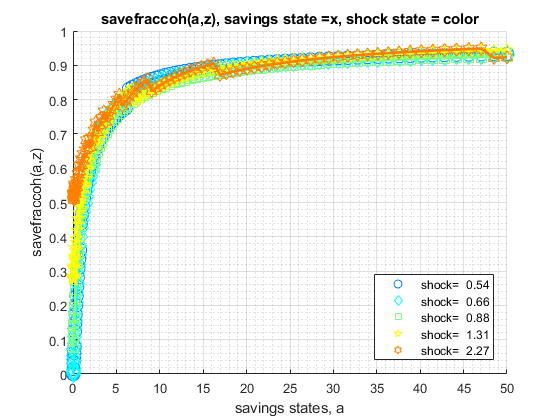 savefraccoh(a,z), savings state =x, shock state = color
savefraccoh(a,z)
1
0.9
0.8
0.7
0.6
0.5
0.4
0.3
0.2
0.1
0
0 5 10 15 20 25 30 35 40 45 50
savings states, a
shock= 0.54
shock= 0.66
shock= 0.88
shock= 1.31
shock= 2.27